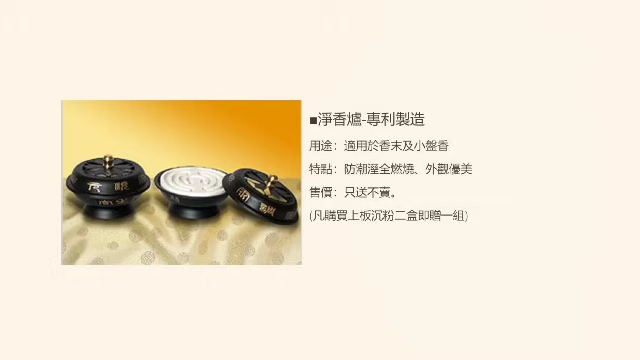 ■淨香爐-專利製造
用途：適用於香末及小盤香
特點：防潮溼全燃燒、外觀優美
售價：只送不賣。
(凡購買上板沉粉二盒即贈一組)